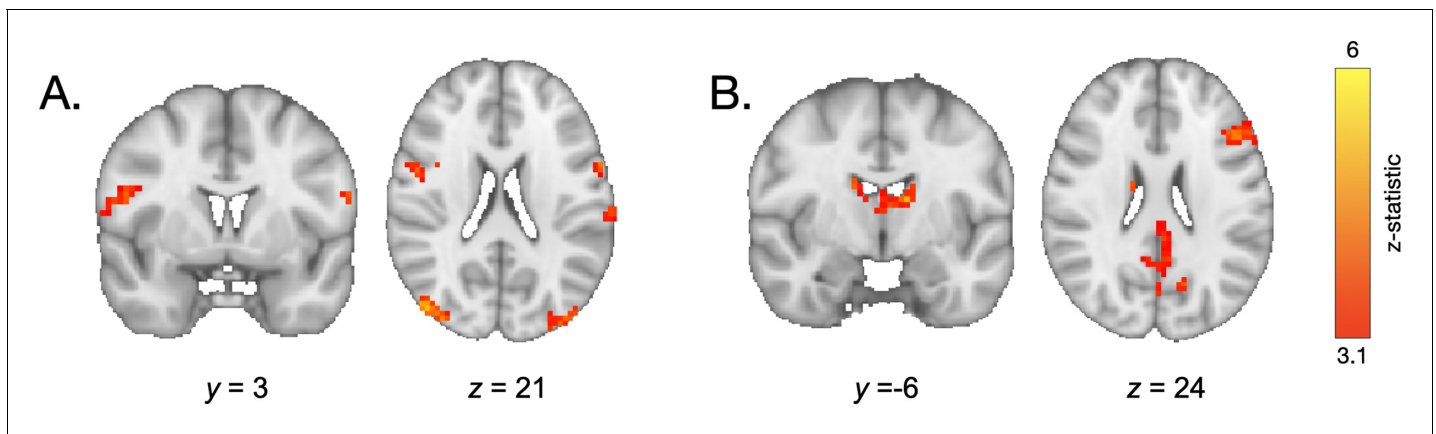 A.
B.
6
z-statistic
3.1
y = 3
z = 21
y =-6
z = 24